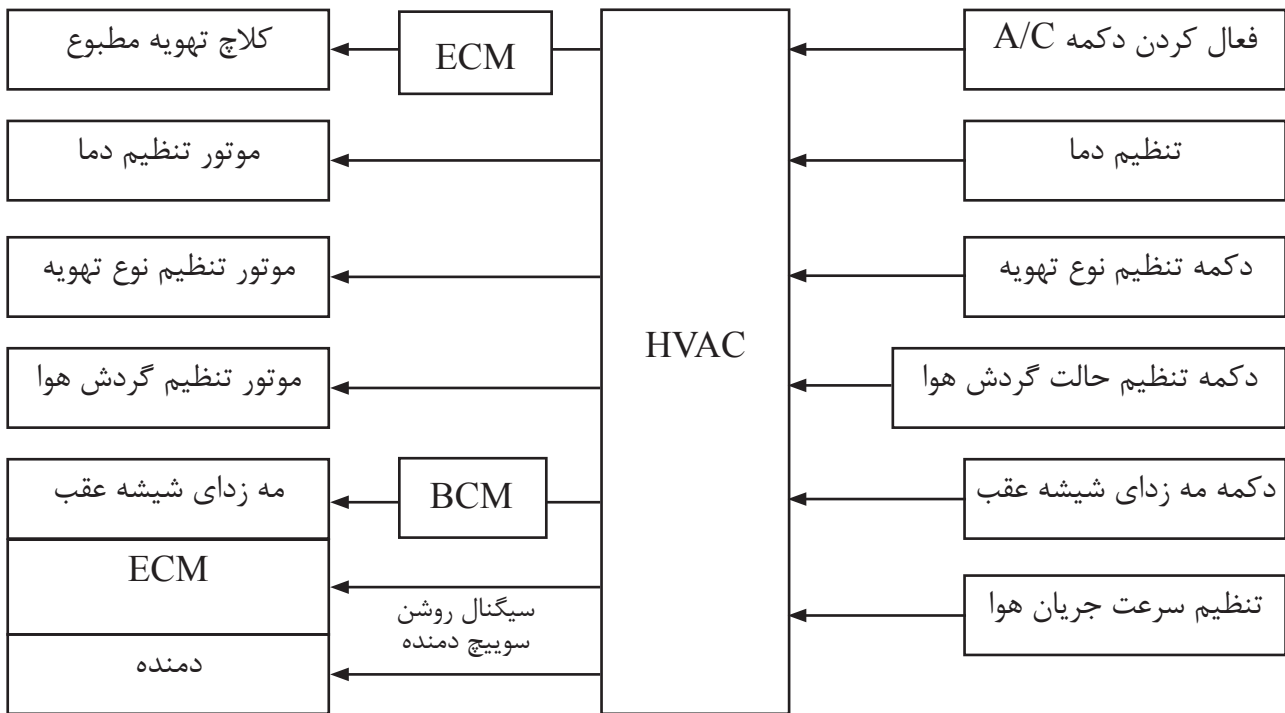 فعال کردن دکمه A/C
تنظیم دما
دکمه تنظیم نوع تهویه
دکمه تنظیم حالت گردش هوا
دکمه مه زدای شیشه عقب
تنظیم سرعت جریان هوا
HVAC
ECM
BCM
سیگنال روشن
سوییچ دمنده
کلاچ تهویه مطبوع
موتور تنظیم دما
موتور تنظیم نوع تهویه
موتور تنظیم گردش هوا
مه زدای شیشه عقب
ECM
دمنده